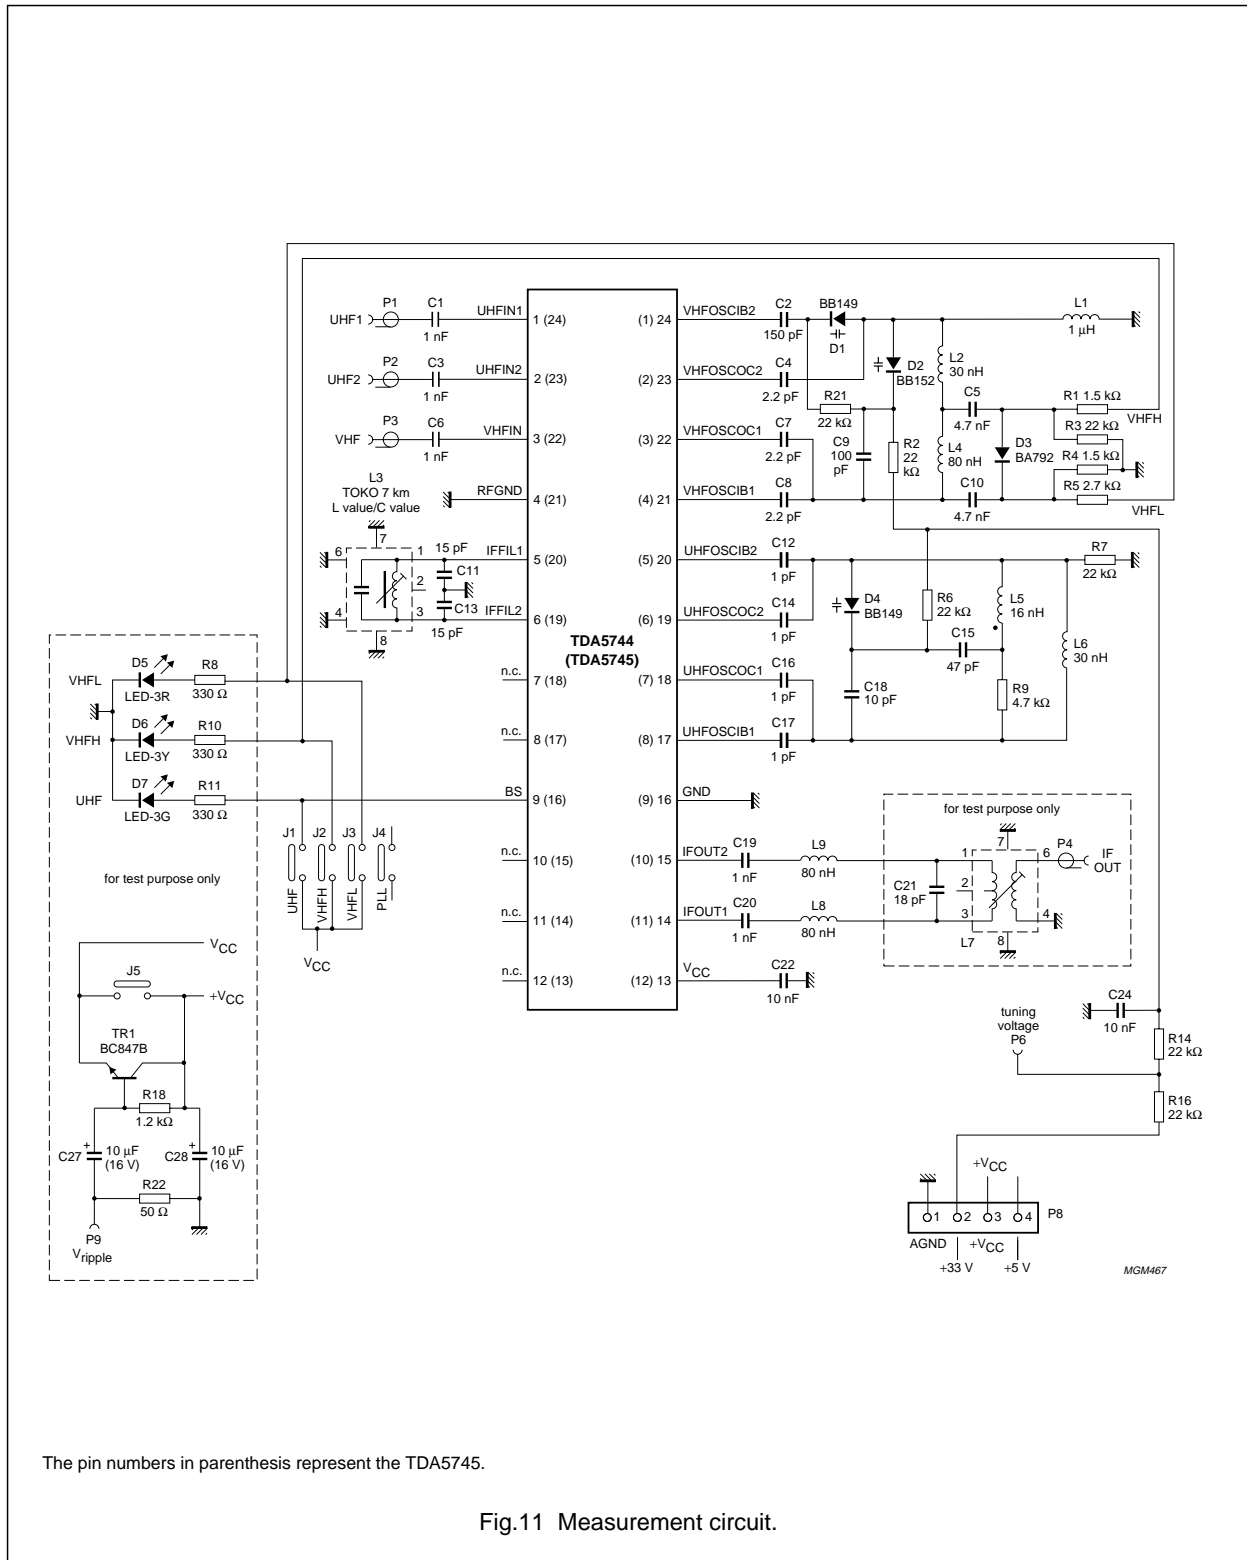 UHF1
P1
C1
1 nF
UHFIN1
1 (24)
UHF2
P2
C3
1 nF
UHFIN2
2 (23)
VHF
P3
C6
1 nF
VHFIN
3 (22)
RFGND
4 (21)
L3
TOKO 7 km
L value/C value
7
6
1
2
3
4
8
15 pF
C11
C13
15 pF
IFFIL1
5 (20)
IFFIL2
6 (19)
n.c.
7 (18)
n.c.
8 (17)
BS
9 (16)
n.c.
10 (15)
n.c.
11 (14)
n.c.
12 (13)
TDA5744
(TDA5745)
(1) 24
VHFOSCIB2
(2) 23
VHFOSCOC2
(3) 22
VHFOSCOC1
(4) 21
VHFOSCIB1
(5) 20
UHFOSCIB2
(6) 19
UHFOSCOC2
(7) 18
UHFOSCOC1
(8) 17
UHFOSCIB1
(9) 16
GND
(10) 15
IFOUT2
(11) 14
IFOUT1
(12) 13
VCC
C2
150 pF
BB149
D1
C4
2.2 pF
D2
BB152
L2
30 nH
L1
1 μH
R21
22 kΩ
C7
2.2 pF
C9
100
pF
R2
22
kΩ
L4
80 nH
C5
4.7 nF
D3
BA792
R1 1.5 kΩ
VHFH
R3 22 kΩ
R4 1.5 kΩ
R5 2.7 kΩ
VHFL
C8
2.2 pF
C10
4.7 nF
C12
1 pF
R7
22 kΩ
D4
BB149
R6
22 kΩ
L5
16 nH
C14
1 pF
C15
47 pF
L6
30 nH
C16
1 pF
C18
10 pF
R9
4.7 kΩ
C17
1 pF
VHFL
D5
LED-3R
R8
330 Ω
VHFH
D6
LED-3Y
R10
330 Ω
UHF
D7
LED-3G
R11
330 Ω
for test purpose only
J1
J2
J3
J4
UHF
VHFH
VHFL
PLL
VCC
VCC
J5
+VCC
TR1
BC847B
R18
1.2 kΩ
C27
+
10 μF
(16 V)
C28
+
10 μF
(16 V)
R22
50 Ω
P9
Vripple
C19
1 nF
L9
80 nH
C20
1 nF
L8
80 nH
C22
10 nF
for test purpose only
7
1
2
3
6
4
8
L7
C21
18 pF
P4
IF
OUT
C24
10 nF
tuning
voltage
P6
R14
22 kΩ
R16
22 kΩ
+VCC
1
2
3
4
P8
AGND
+VCC
+33 V
+5 V
MGM467
The pin numbers in parenthesis represent the TDA5745.
Fig.11 Measurement circuit.